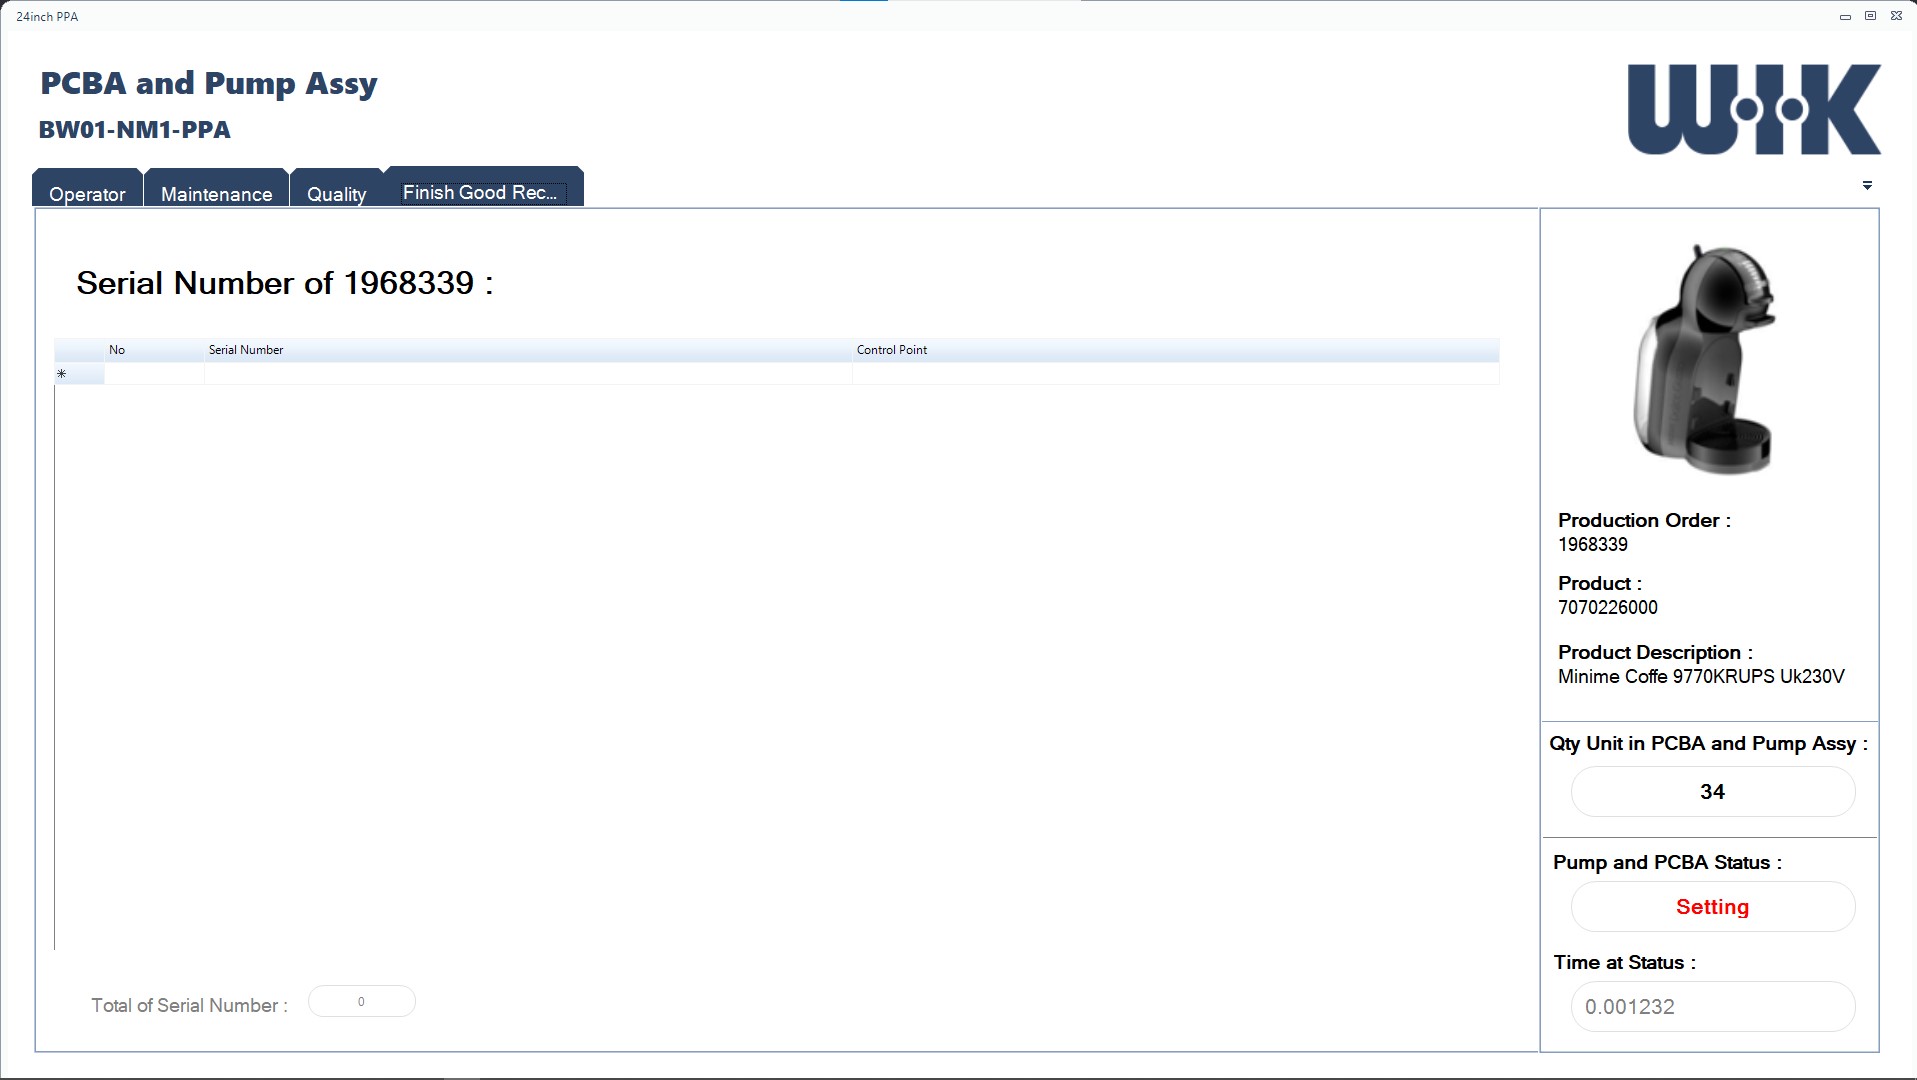 24inch PPA
PCBA and Pump Assy
BW01-NM1-PPA
WIK
Operator
Maintenance
Quality
Finish Good Rec...
Serial Number of 1968339 :
No
Serial Number
Control Point
Production Order :
1968339
Product :
7070226000
Product Description :
Minime Coffe 9770KRUPS Uk230V
Qty Unit in PCBA and Pump Assy :
34
Pump and PCBA Status :
Setting
Time at Status :
0.001232
Total of Serial Number :
0